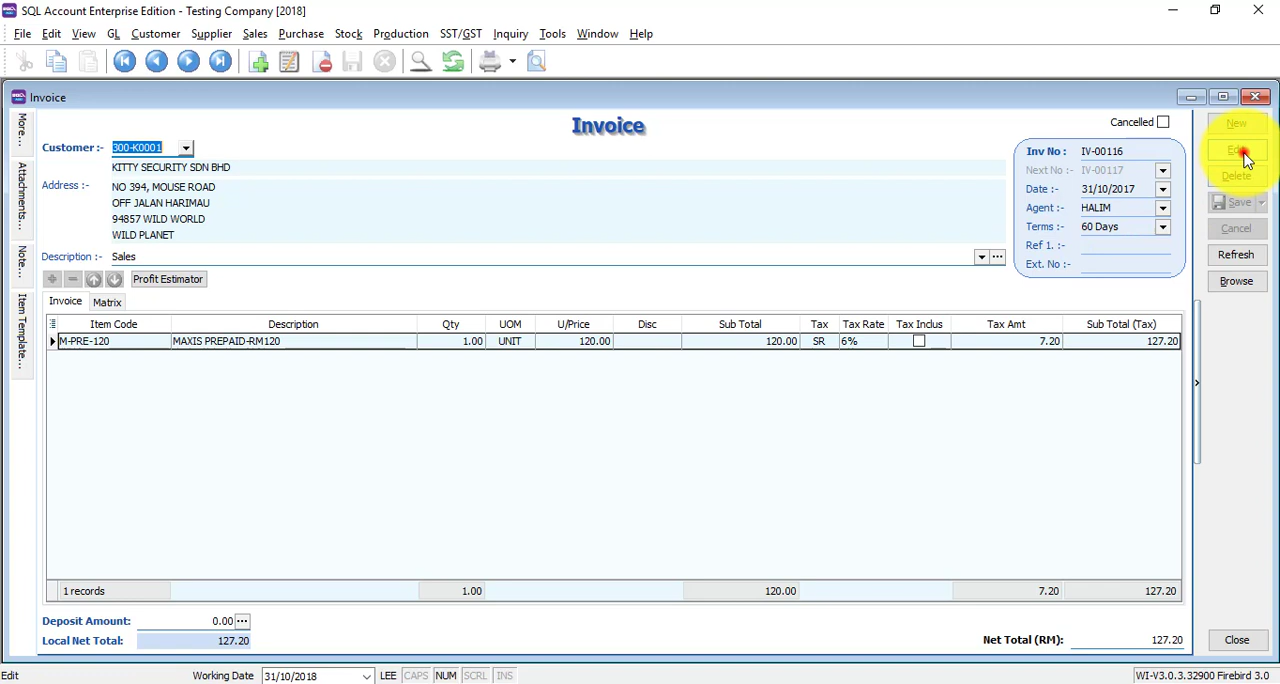 SQL Account Enterprise Edition - Testing Company [2018]
File Edit View GL Customer Supplier Sales Purchase Stock Production SST/GST Inquiry Tools Window Help
Invoice
More...
Attachments...
Note...
Item Template...
Invoice
Cancelled
Customer :- 300-K0001
KITTY SECURITY SDN BHD
Address :- NO 394, MOUSE ROAD
OFF JALAN HARIMAU
94857 WILD WORLD
WILD PLANET
Description :- Sales
Inv No : IV-00116
Next No :- IV-00117
Date :- 31/10/2017
Agent :- HALIM
Terms :- 60 Days
Ref 1. :-
Ext. No :-
New
Delete
Save
Cancel
Refresh
Browse
Profit Estimator
Invoice Matrix
Item Code Description Qty UOM U/Price Disc Sub Total Tax Tax Rate Tax Inclus Tax Amt Sub Total (Tax)
M-PRE-120 MAXIS PREPAID-RM120 1.00 UNIT 120.00 120.00 SR 6% 7.20 127.20
1 records 1.00 120.00 7.20 127.20
Deposit Amount: 0.00
Local Net Total: 127.20
Net Total (RM): 127.20
Close
Edit Working Date 31/10/2018 LEE CAPS NUM SCRL INS WI-V3.0.3.32900 Firebird 3.0